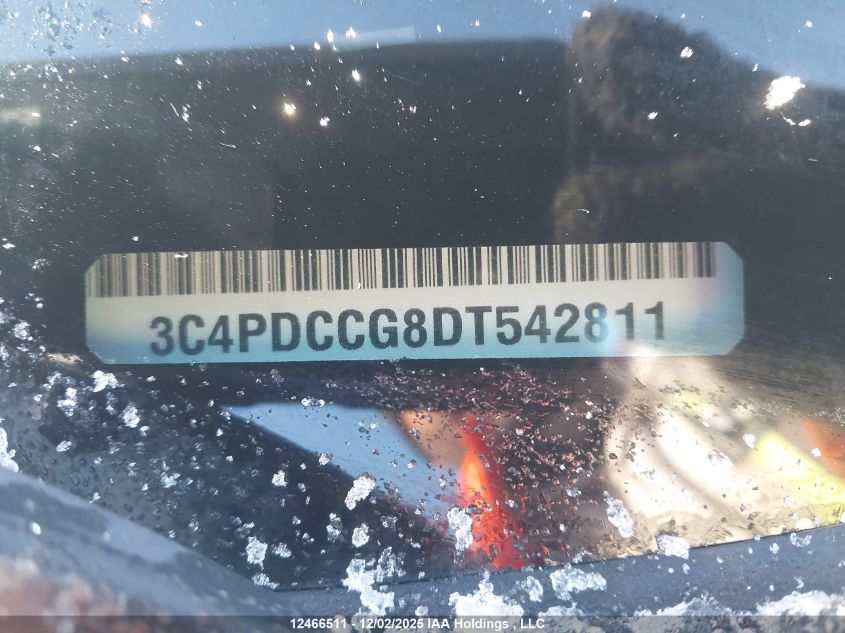 3C4PDCCG8DT542811
12466511 - 12/02/2025 IAA Holdings , LLC